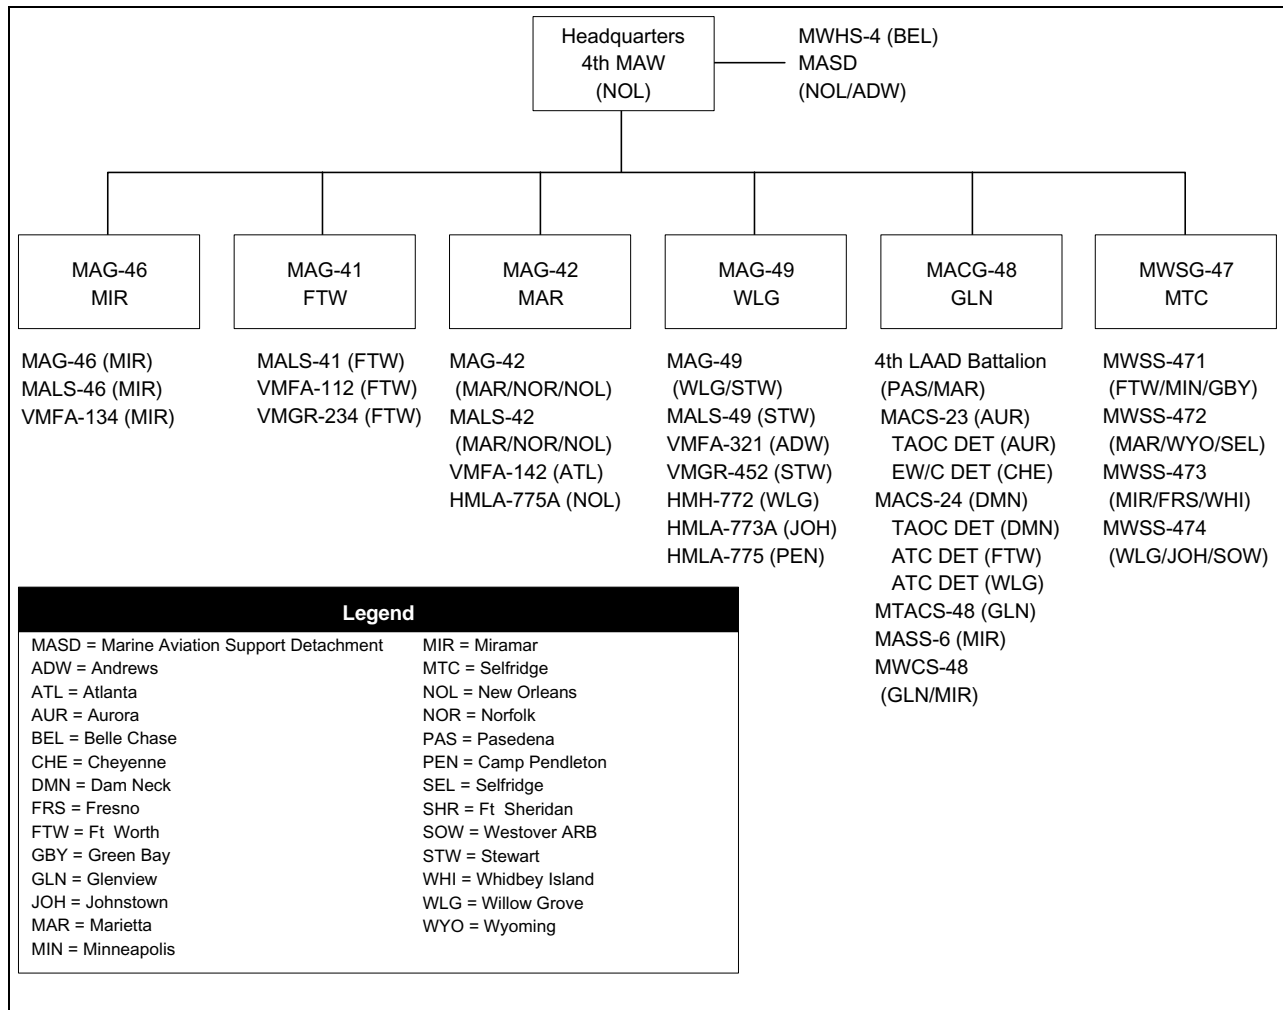 Headquarters
4th MAW
(NOL)
MWHS-4 (BEL)
MASD
(NOL/ADW)
MAG-46
MIR
MAG-41
FTW
MAG-42
MAR
MAG-49
WLG
MACG-48
GLN
MWSG-47
MTC
MAG-46 (MIR)
MALS-46 (MIR)
VMFA-134 (MIR)
MALS-41 (FTW)
VMFA-112 (FTW)
VMGR-234 (FTW)
MAG-42
(MAR/NOR/NOL)
MALS-42
(MAR/NOR/NOL)
VMFA-142 (ATL)
HMLA-775A (NOL)
MAG-49
(WLG/STW)
MALS-49 (STW)
VMFA-321 (ADW)
VMGR-452 (STW)
HMH-772 (WLG)
HMLA-773A (JOH)
HMLA-775 (PEN)
4th LAAD Battalion
(PAS/MAR)
MACS-23 (AUR)
TAOC DET (AUR)
EW/C DET (CHE)
MACS-24 (DMN)
TAOC DET (DMN)
ATC DET (FTW)
ATC DET (WLG)
MTACS-48 (GLN)
MASS-6 (MIR)
MWCS-48
(GLN/MIR)
MWSS-471
(FTW/MIN/GBY)
MWSS-472
(MAR/WYO/SEL)
MWSS-473
(MIR/FRS/WHI)
MWSS-474
(WLG/JOH/SOW)
Legend
MASD = Marine Aviation Support Detachment
ADW = Andrews
ATL = Atlanta
AUR = Aurora
BEL = Belle Chase
CHE = Cheyenne
DMN = Dam Neck
FRS = Fresno
FTW = Ft Worth
GBY = Green Bay
GLN = Glenview
JOH = Johnstown
MAR = Marietta
MIN = Minneapolis
MIR = Miramar
MTC = Selfridge
NOL = New Orleans
NOR = Norfolk
PAS = Pasedena
PEN = Camp Pendleton
SEL = Selfridge
SHR = Ft Sheridan
SOW = Westover ARB
STW = Stewart
WHI = Whidbey Island
WLG = Willow Grove
WYO = Wyoming